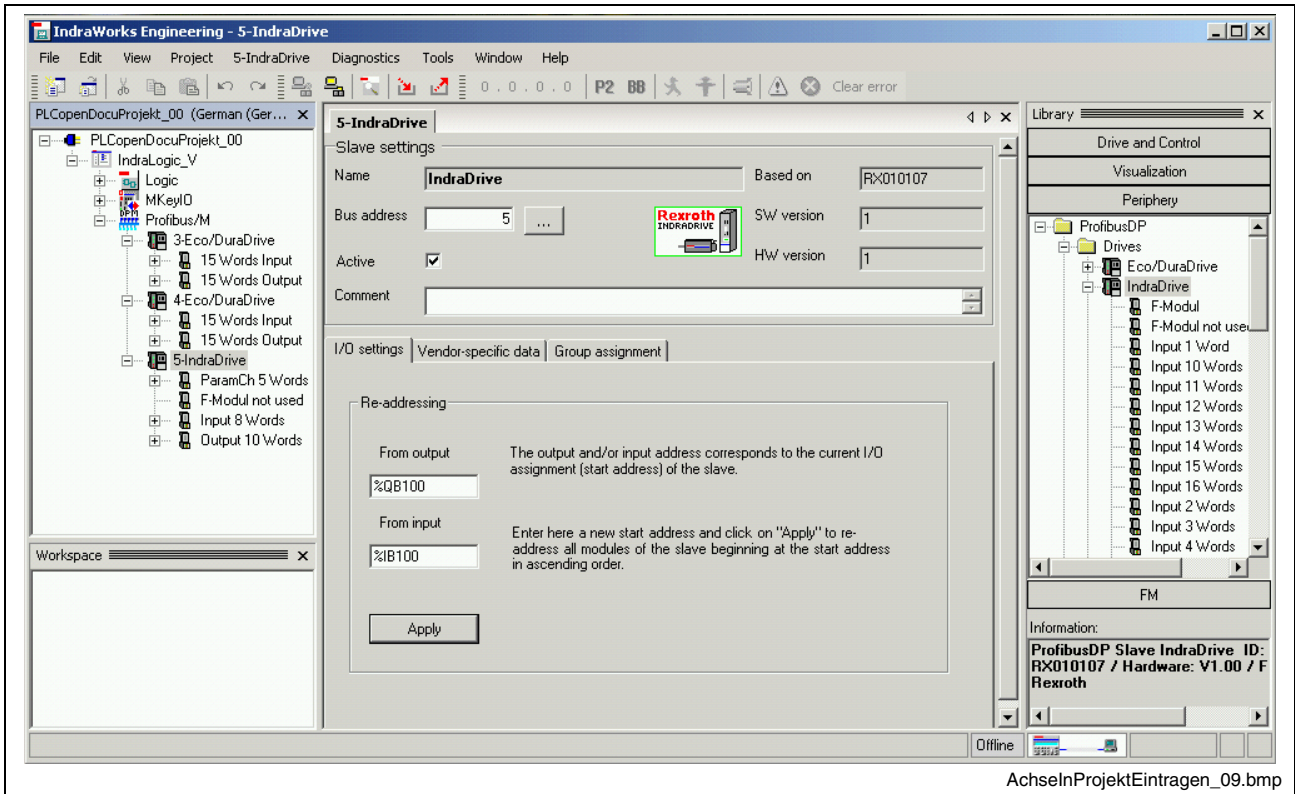 IndraWorks Engineering - 5-IndraDrive
File Edit View Project 5-IndraDrive Diagnostics Tools Window Help
0 . 0 . 0 . 0 P2 BB Clear error
PLCopenDocuProjekt_00 (German (Ger...
PLCopenDocuProjekt_00
IndraLogic_V
Logic
MKeyIO
Profibus/M
3-Eco/DuraDrive
15 Words Input
15 Words Output
4-Eco/DuraDrive
15 Words Input
15 Words Output
5-IndraDrive
ParamCh 5 Words
F-Modul not used
Input 8 Words
Output 10 Words
Workspace
5-IndraDrive
Slave settings
Name IndraDrive Based on RX010107
Bus address 5 ... Rexroth INDRADRIVE SW version 1
Active HW version 1
Comment
I/O settings Vendor-specific data Group assignment
Re-addressing
From output
%QB100
The output and/or input address corresponds to the current I/O
assignment (start address) of the slave.
From input
%IB100
Enter here a new start address and click on "Apply" to re-
address all modules of the slave beginning at the start address
in ascending order.
Apply
Library
Drive and Control
Visualization
Periphery
ProfibusDP
Drives
Eco/DuraDrive
IndraDrive
F-Modul
F-Modul not use
Input 1 Word
Input 10 Words
Input 11 Words
Input 12 Words
Input 13 Words
Input 14 Words
Input 15 Words
Input 16 Words
Input 2 Words
Input 3 Words
Input 4 Words
FM
Information:
ProfibusDP Slave IndraDrive ID:
RX010107 / Hardware: V1.00 / F
Rexroth
Offline
AchseInProjektEintragen_09.bmp